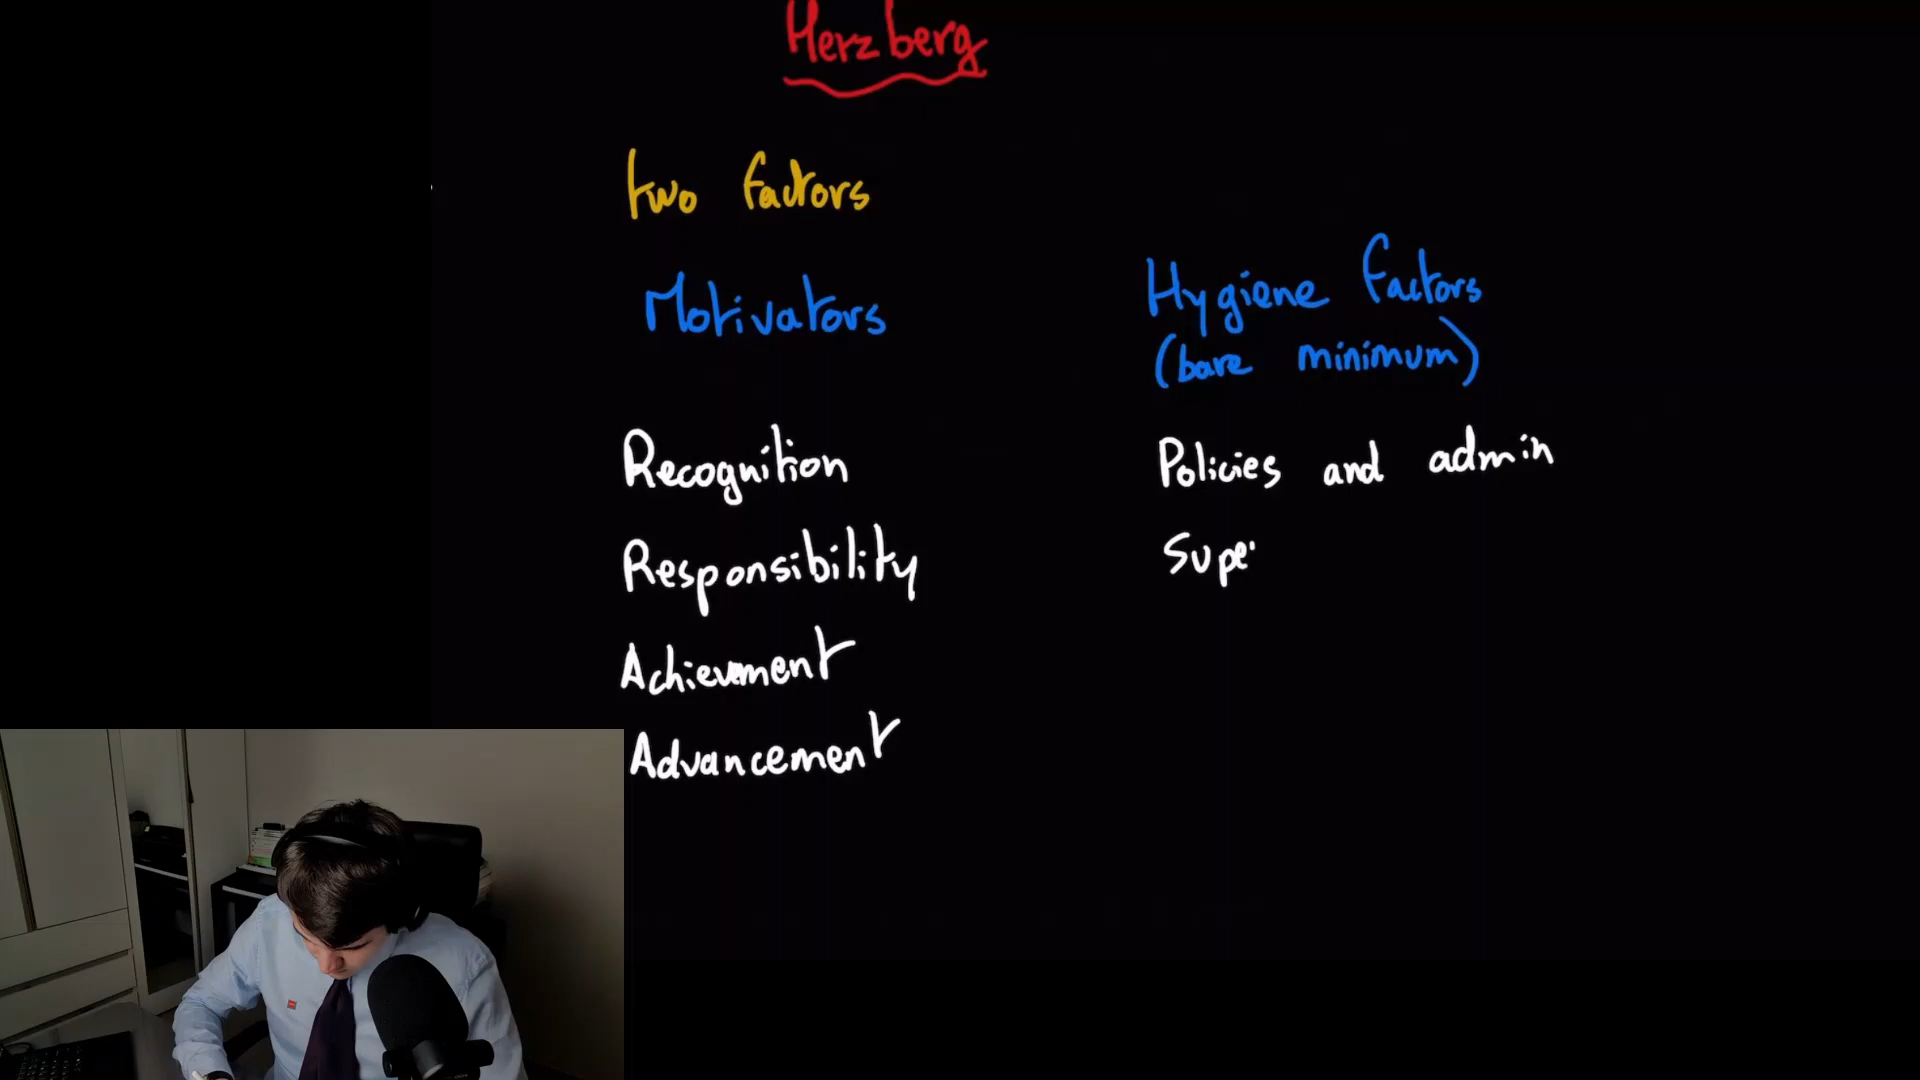 Herzberg
two factors
Motivators
Hygiene factors
(bare minimum)
Recognition
Policies and admin
Responsibility
Supe
Achievement
Advancement